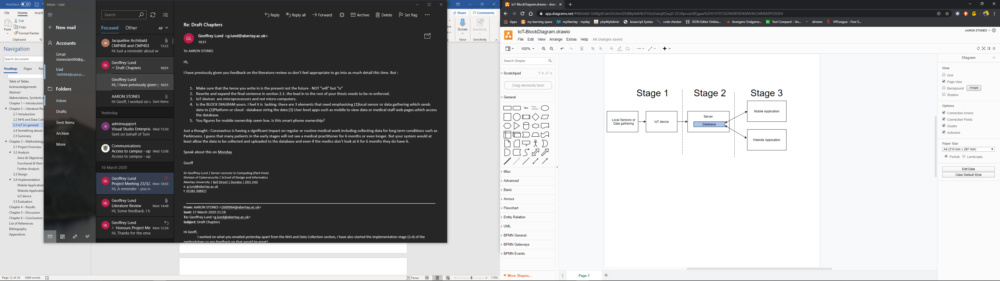 AutoSave Off
File Home Insert
Paste
Cut
Copy
Format Painter
Clipboard
Navigation
Search document
Headings Pages Res
Table of Tables
Acknowledgements
Abstract
Abbreviations, Symbols a
Chapter 1 – Introduction
Chapter 2 – Literature Rev
2.1 Introduction
2.2 NHS and Data Coll
2.3 IoT (in general)
2.4 Something about r
2.5 Summary
Chapter 3 – Methodology
3.1 Project Overview
3.2 Analysis
Aims & Objectives
Functional & Non-
Further Analysis
3.3 Design
3.4 Implementation
Mobile Application
Website Application
IoT device
3.5 Evaluation
Chapter 4 – Results
Chapter 5 – Discussion
Chapter 6 – Conclusions
List of References
Bibliography
Appendices
Page 12 of 29 5689 words
Inbox - Uad
New mail
Accounts
Gmail
stonesclan090@g...
Uad
1600964@uad.ac....
Folders
Inbox
Drafts
Sent Items
Archive
More
Search
Focused Other All
Jacqueline Archibald
CMP400 and CMP403 13:22
Hi Just a reminder about wh
Geoffrey Lund
Draft Chapters 10:31
Geoffrey Lund
Hi, I have previously given y 10:31
AARON STONES
Hi Geoff, I worked on v Sent Items
Yesterday
adminsupport
Visual Studio Enterpris Wed 15:30
Sent on behalf of Tom
Communications
Access to campus - up Wed 12:08
Access to campus - up
16 March 2020
Geoffrey Lund
Project Meeting 23/3/2 Mon 18:03
Hi, A reminder - you n
Geoffrey Lund
Literature Review Mon 14:49
Hi, Some feedback. I h
Geoffrey Lund
Honours Project Me Mon 12:34
Hi, Thanks for the ema
Reply Reply all Forward Archive Delete Set flag
Re: Draft Chapters
GL
Geoffrey Lund <g.lund@abertay.ac.uk>
10:31
To: AARON STONES
Hi,
I have previously given you feedback on the literature review so don't feel appropriate to go into as much detail this time. But :
1. Make sure that the tense you write in is the present not the future - NOT "will" but "is"
2. Rewrite and expand the final sentence in section 2.1. the lead in to the rest of your thesis needs to be re-enforced.
3. IoT devices are microprocessors and not micro-computers.
4. Is the BLOCK DIAGRAM yours. I feel it is lacking. there are 3 elements that need emphasising (1)local sensor or data gathering which sends
data to (2)Platform or cloud - database string the data (3) User level apps such as mobile to view data or medical staff web pages.which access
the database.
5. You figures for mobile ownership seem low. Is this smart-phone ownership?
Just a thought : Coronavirus is having a significant impact on regular or routine medical work including collecting data for long term conditions such as
Parkinsons. I guess that many patients in the early stages will not see a medical practitioner for 6 months or even longer. But your system would at
least allow the data to be collected and uploaded to the database and even if the medics don't look at it for 6 months they do have it.
Speak about this on Monday
Geoff
Dr Geoffrey Lund | Senior Lecturer in Computing (Part-time)
Division of Cybersecurity | School of Design and Informatics
Abertay University | Bell Street | Dundee | DD1 1HG
e: g.lund@abertay.ac.uk
t: 01382 308927
From: AARON STONES <1600964@abertay.ac.uk>
Sent: 17 March 2020 21:18
To: Geoffrey Lund <g.lund@abertay.ac.uk>
Subject: Draft Chapters
Hi Geoff,
I worked on what you emailed yesterday apart from the NHS and Data Collection section, I have also started the implementation stage (3.4) of the
methodology so any feedback on that would be great!
Share Comments
Dictate Sensitivity
Voice Sensitivity
Focus 110%
IoT-BlockDiagram.drawio - draw
Apps my learning space myAbertay - myday phpMyAdmin Javascript Syntax code checker JSON Editor Online... Avengers: Endgame... Text Compare! - An... dinners VIPLeague - Free S...
IoT-BlockDiagram.drawio
AARON STONES
File Edit View Arrange Extras Help All changes saved
100%
Search Shapes
Scratchpad
Drag elements here
General
Text
Misc
Advanced
Basic
Arrows
Flowchart
Entity Relation
UML
BPMN General
BPMN Gateways
BPMN Events
+ More Shapes...
Stage 1 Stage 2 Stage 3
Local Sensors or
Data gathering
IoT device
Server
Database
Mobile Application
Website Application
Page-1
Diagram
View
Grid
Page View
Background Image
Shadow
Options
Connection Arrows
Connection Points
Guides
Autosave
Paper Size
A4 (210 mm x 297 mm)
Portrait Landscape
Edit Data
Clear Default Style